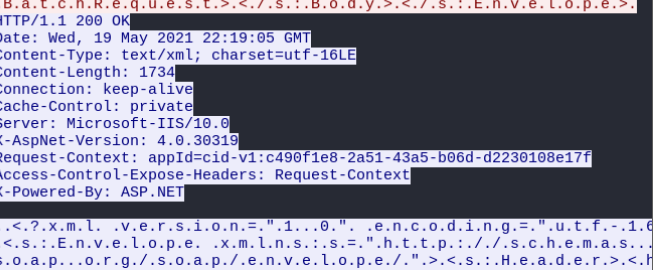 B.a.t.c.h.R.e.q.u.e.s.t.>.<./.s.:.B.o.d.y.>.<./.s.:.E.n.v.e.l.o.p.e.>.
HTTP/1.1 200 OK
Date: Wed, 19 May 2021 22:19:05 GMT
Content-Type: text/xml; charset=utf-16LE
Content-Length: 1734
Connection: keep-alive
Cache-Control: private
Server: Microsoft-IIS/10.0
X-AspNet-Version: 4.0.30319
Request-Context: appId=cid-v1:c490f1e8-2a51-43a5-b06d-d2230108e17f
Access-Control-Expose-Headers: Request-Context
X-Powered-By: ASP.NET
..<.?.x.m.l. .v.e.r.s.i.o.n.=.".1...0.". .e.n.c.o.d.i.n.g.=.".u.t.f.-.1.6
.<.s.:.E.n.v.e.l.o.p.e. .x.m.l.n.s.:.s.=.".h.t.t.p.:././.s.c.h.e.m.a.s...
s.o.a.p...o.r.g./.s.o.a.p./.e.n.v.e.l.o.p.e./.".>.<.s.:.H.e.a.d.e.r.>.<.h